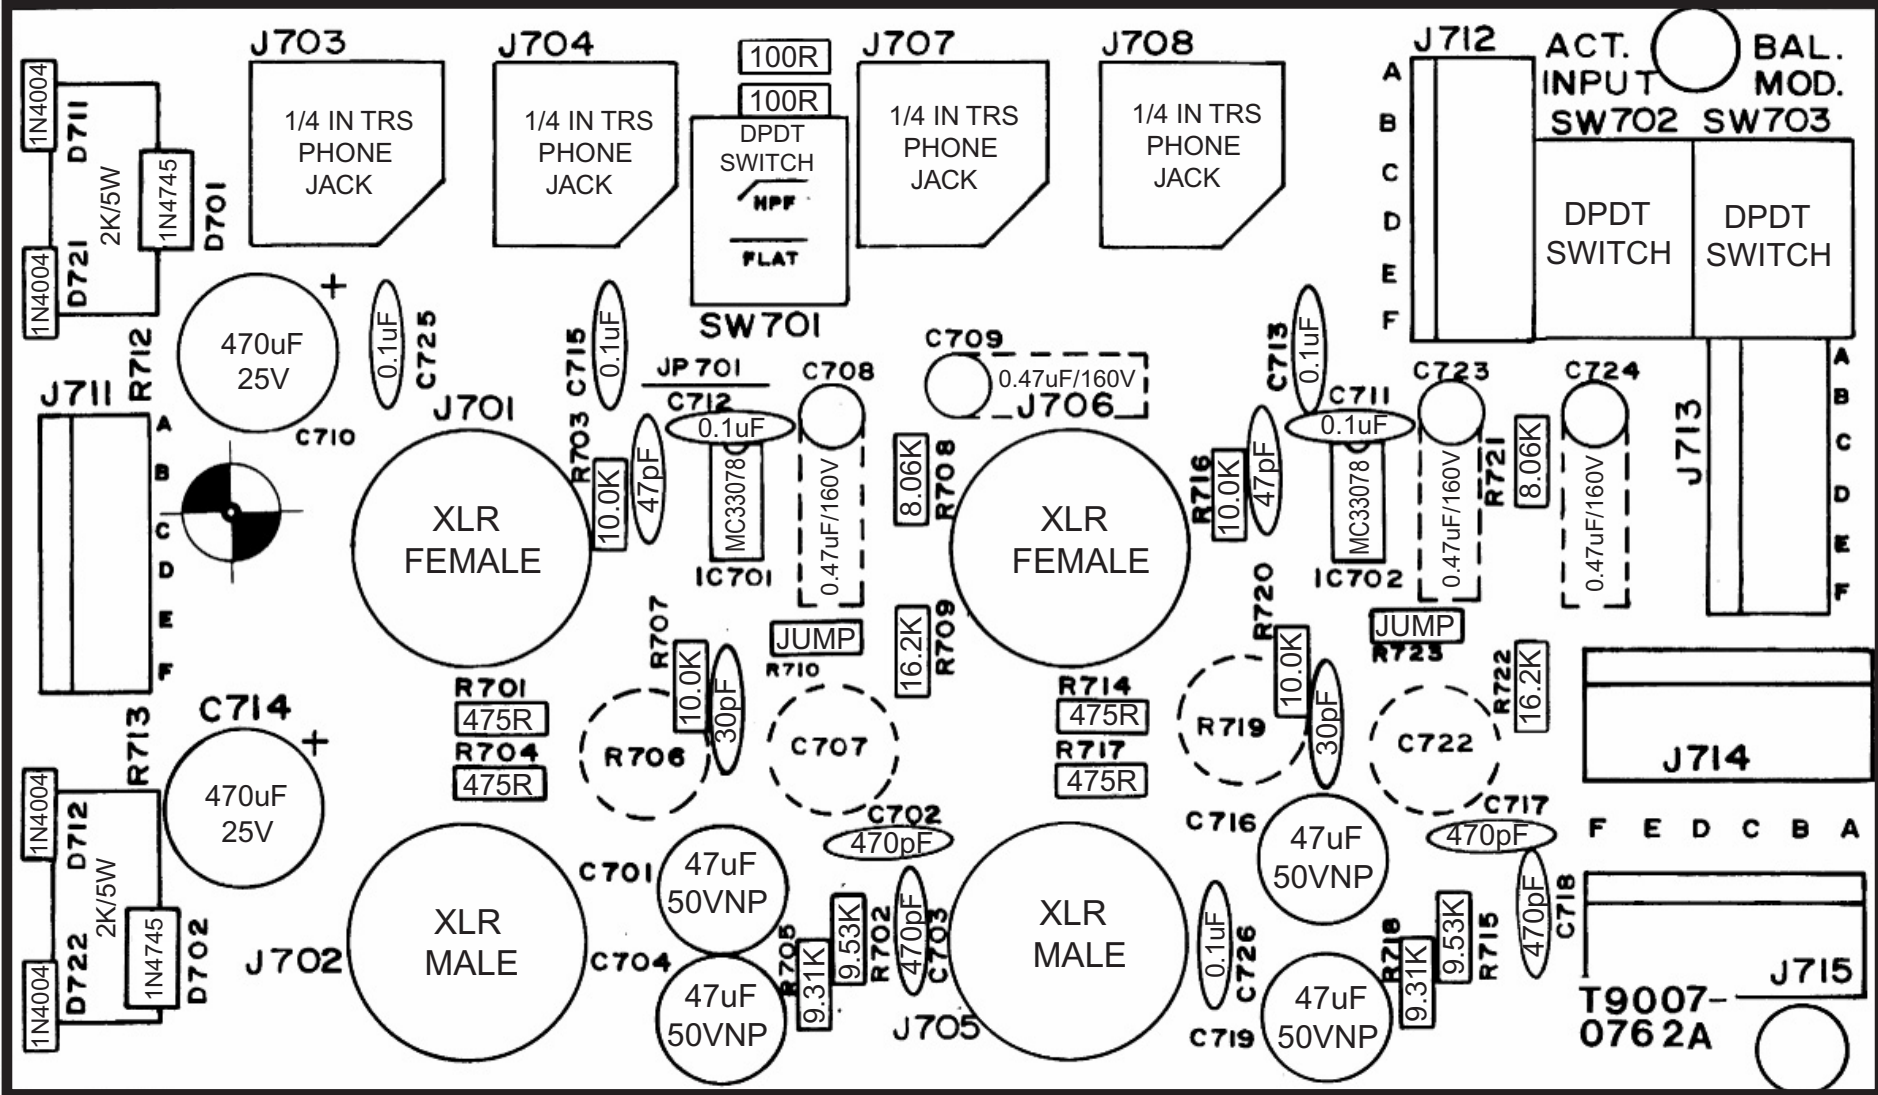 J703
J704
100R
100R
J707
J708
J712
ACT.
INPUT
BAL.
MOD.
SW702
SW703
1N4004
D711
2K/5W
1N4745
D701
D721
1N4004
R712
1/4 IN TRS
PHONE
JACK
1/4 IN TRS
PHONE
JACK
DPDT
SWITCH
HPF
FLAT
SW701
1/4 IN TRS
PHONE
JACK
1/4 IN TRS
PHONE
JACK
A
B
C
D
E
F
DPDT
SWITCH
DPDT
SWITCH
470uF
25V
+
C710
0.1uF
C725
C715
0.1uF
JP701
C712
0.1uF
C708
C709
0.47uF/160V
J706
C713
0.1uF
C711
0.1uF
C723
C724
J713
A
B
C
D
E
F
J711
A
B
C
D
E
F
J701
XLR
FEMALE
R703
10.0K
47pF
MC33078
IC701
0.47uF/160V
8.06K
R708
XLR
FEMALE
R716
10.0K
47pF
MC33078
IC702
0.47uF/160V
R721
8.06K
0.47uF/160V
R707
10.0K
30pF
JUMP
R710
16.2K
R709
R720
10.0K
30pF
JUMP
R723
R722
16.2K
R701
475R
R704
475R
R706
C707
R714
475R
R717
475R
R719
C722
J714
C714
+
470uF
25V
R713
1N4004
D712
2K/5W
1N4745
D702
D722
1N4004
J702
XLR
MALE
C701
47uF
50VNP
C704
47uF
50VNP
C702
470pF
R705
9.31K
9.53K
R702
470pF
C703
J705
XLR
MALE
0.1uF
C726
C716
47uF
50VNP
C719
47uF
50VNP
C717
470pF
R718
9.31K
9.53K
R715
470pF
C718
F E D C B A
J715
T9007-
0762A